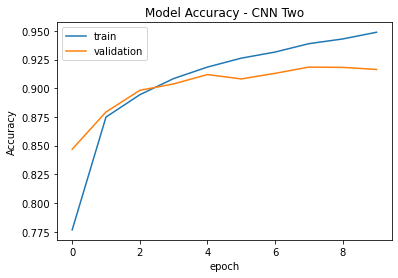 Model Accuracy - CNN Two
train
validation
0.950
0.925
0.900
0.875
0.850
0.825
0.800
0.775
Accuracy
0 2 4 6 8
epoch